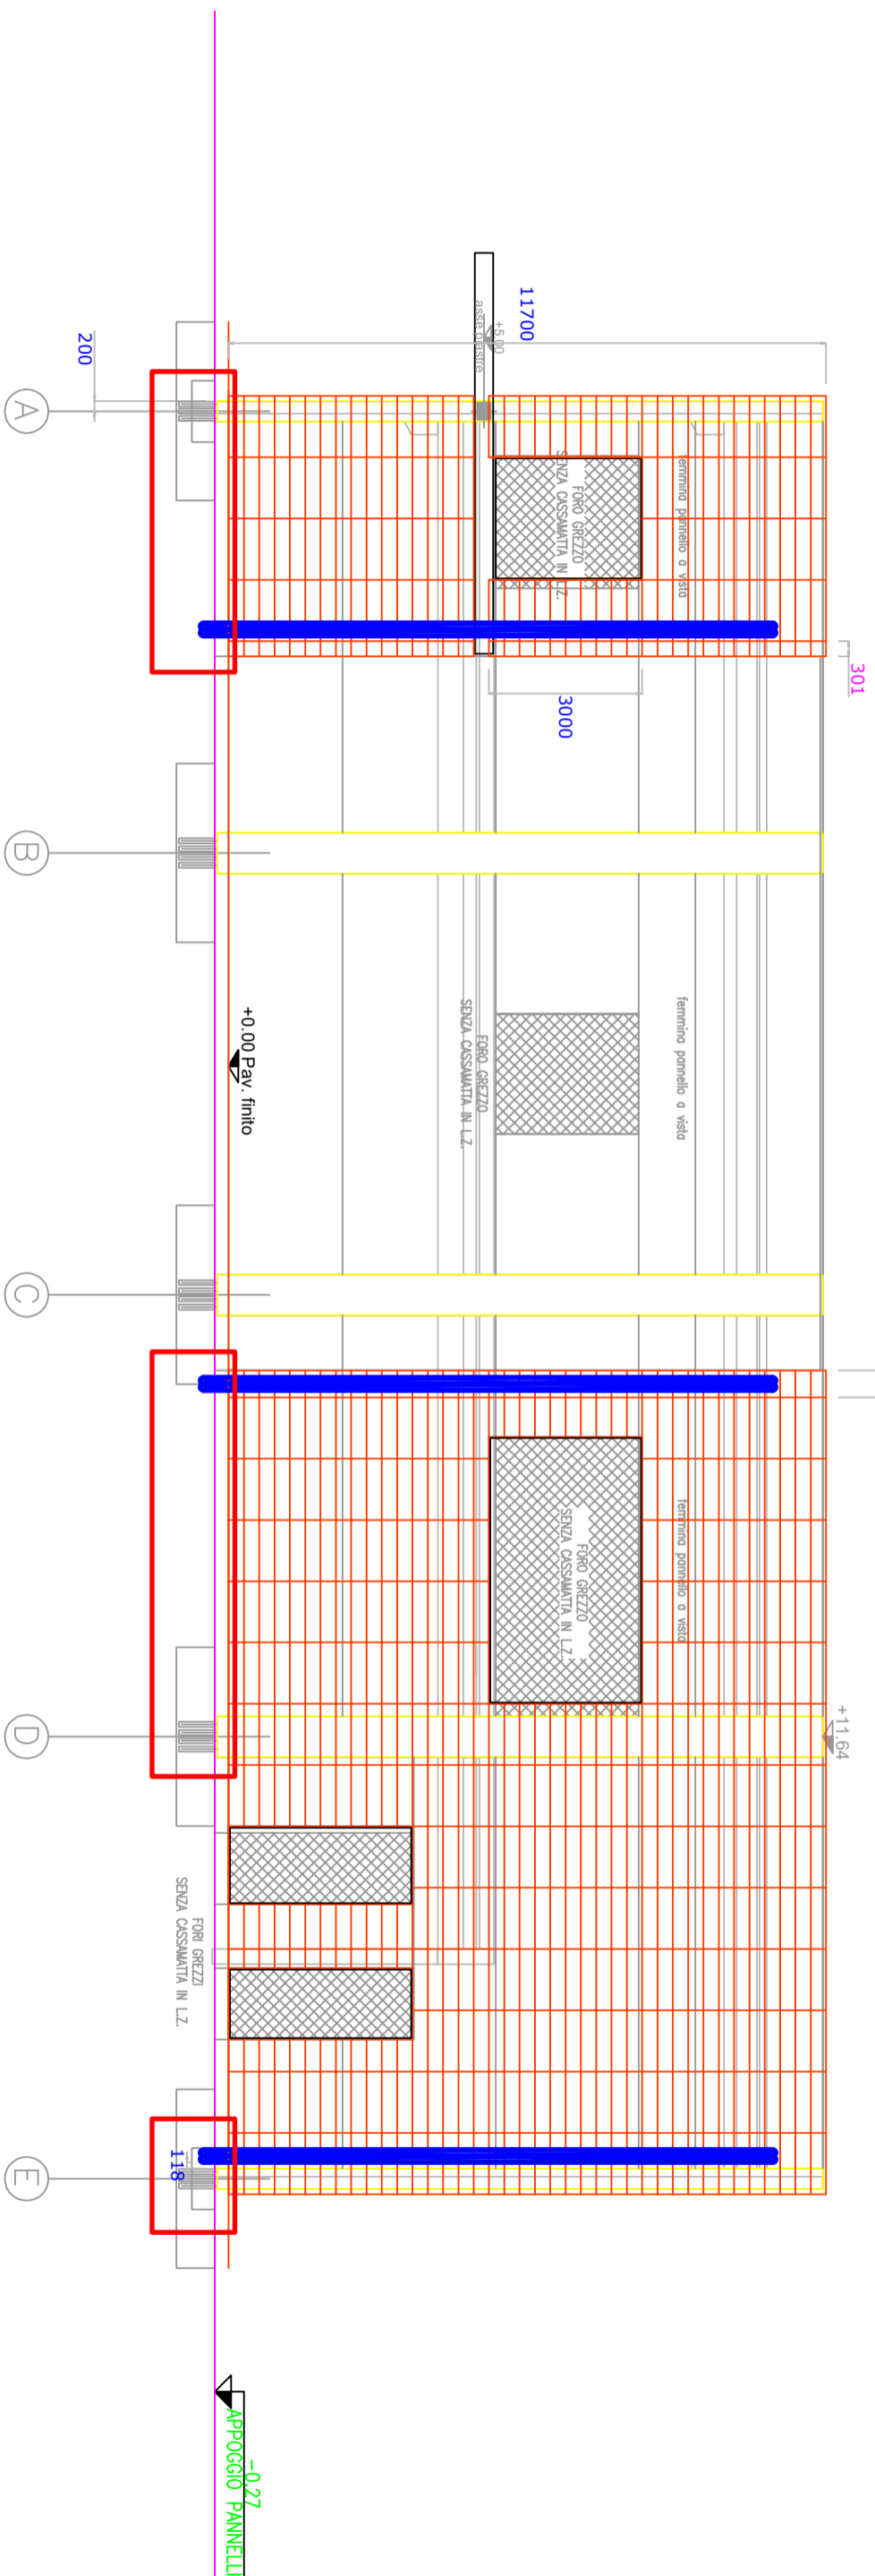 11700
200
+5.00
asse piastre
A
FORO GREZZO
SENZA CASSAMATTA IN L.Z.
femmina pannello a vista
301
3000
B
+0.00 Pav. finito
FORO GREZZO
SENZA CASSAMATTA IN L.Z.
femmina pannello a vista
C
FORO GREZZO
SENZA CASSAMATTA IN L.Z.
femmina pannello a vista
+11.64
D
FORI GREZZI
SENZA CASSAMATTA IN L.Z.
118
E
-0.27
APPOGGIO PANNELLI